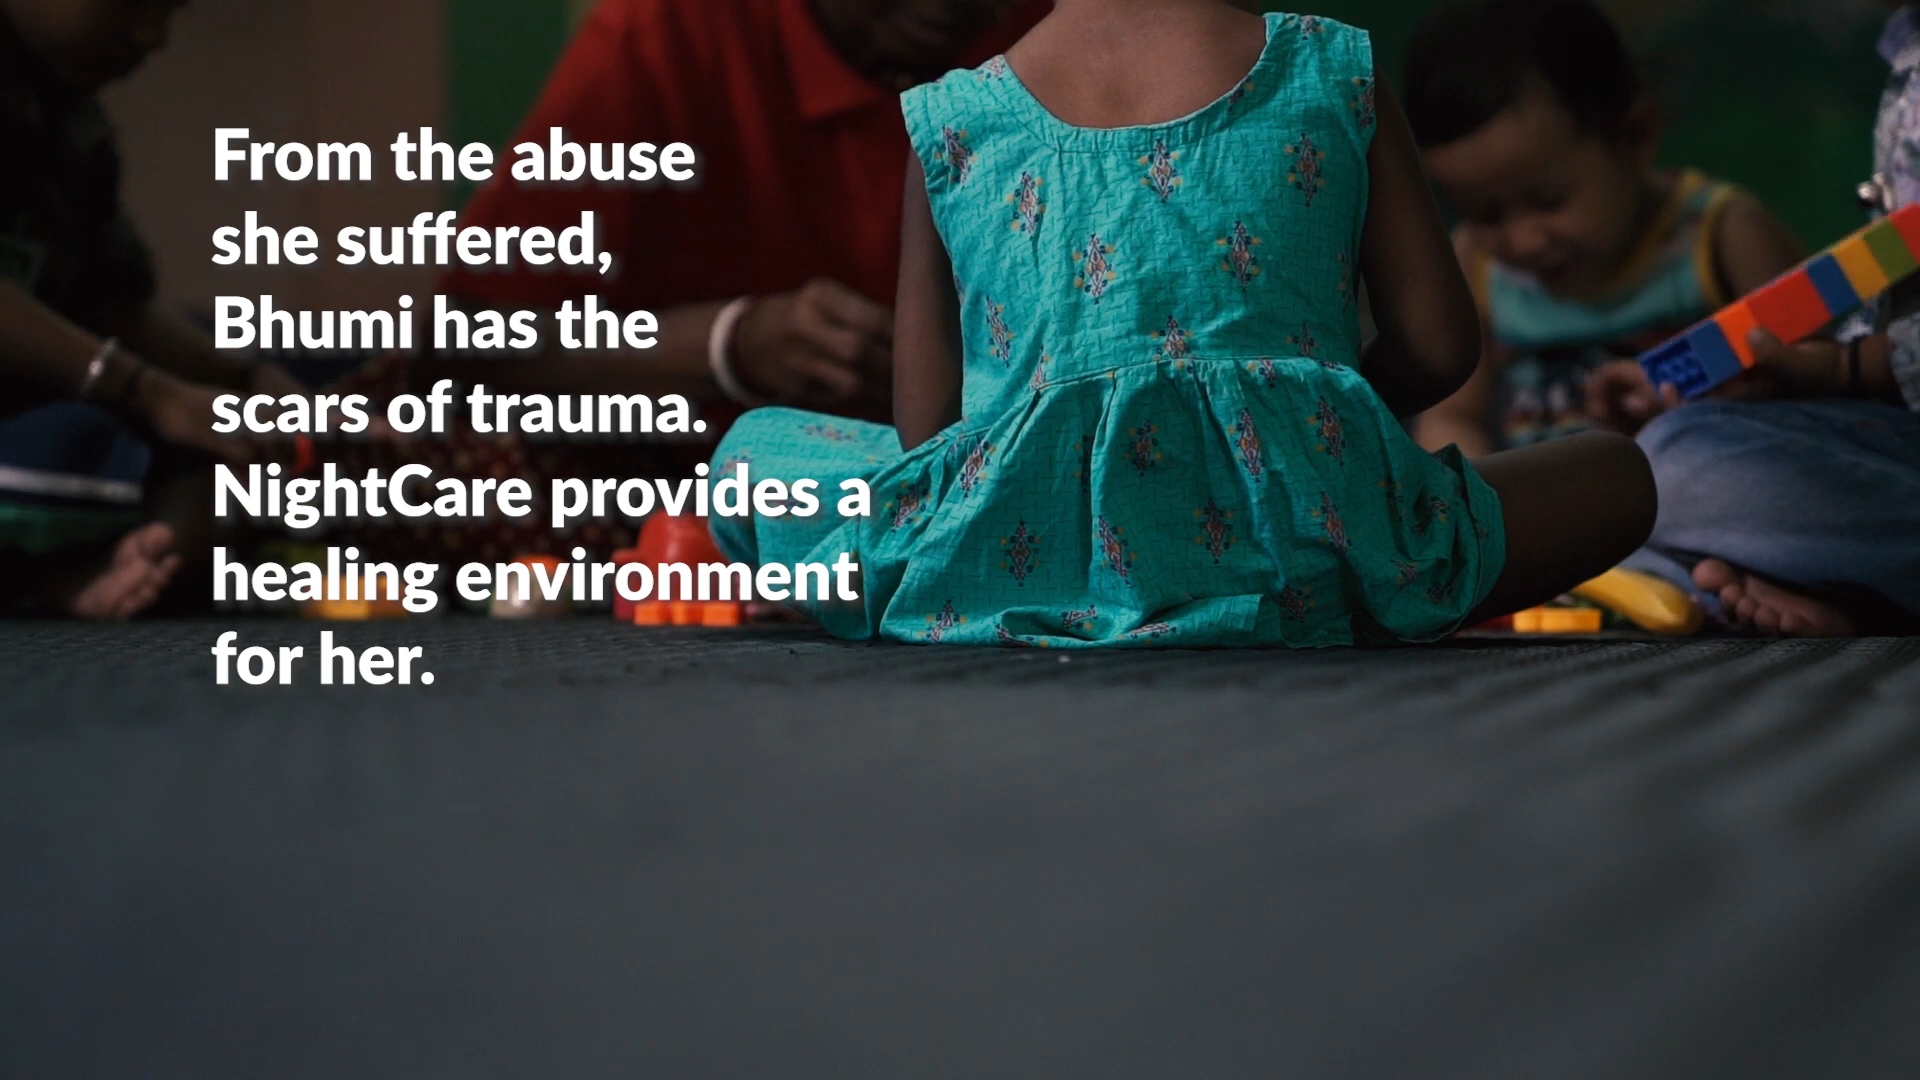 From the abuse
she suffered,
Bhumi has the
scars of trauma.
NightCare provides a
healing environment
for her.